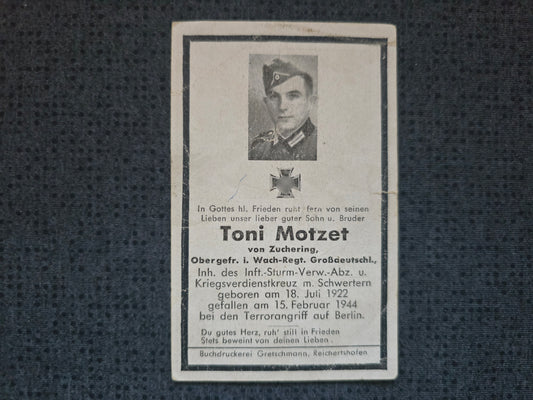 In Gottes hl. Frieden ruht fern von seinen
Lieben unser lieber guter Sohn u. Bruder
Toni Motzet
von Zuchering,
Obergefr. i. Wach-Regt. Großdeutschl.,
Inh. des Inft.-Sturm-Verw.-Abz. u.
Kriegsverdienstkreuz m. Schwertern
geboren am 18. Juli 1922
gefallen am 15. Februar 1944
bei den Terrorangriff auf Berlin.
Du gutes Herz, ruh' still in Frieden
Stets beweint von deinen Lieben.
Buchdruckerei Gretschmann, Reichertshofen